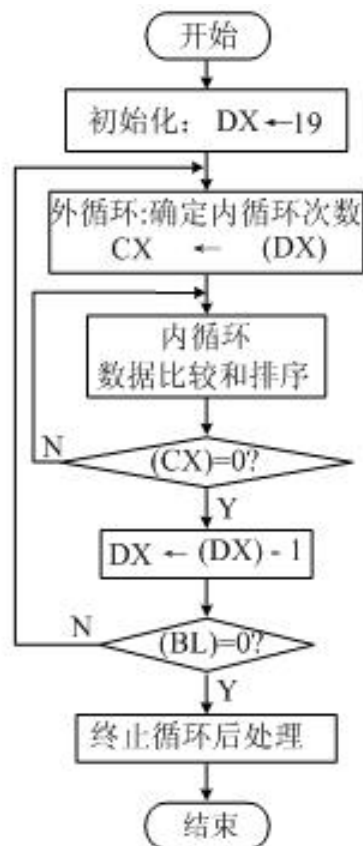 开始
初始化： DX←19
外循环:确定内循环次数
CX ← (DX)
内循环
数据比较和排序
N
(CX)=0?
Y
DX ← (DX) - 1
N
(BL)=0?
Y
终止循环后处理
结束